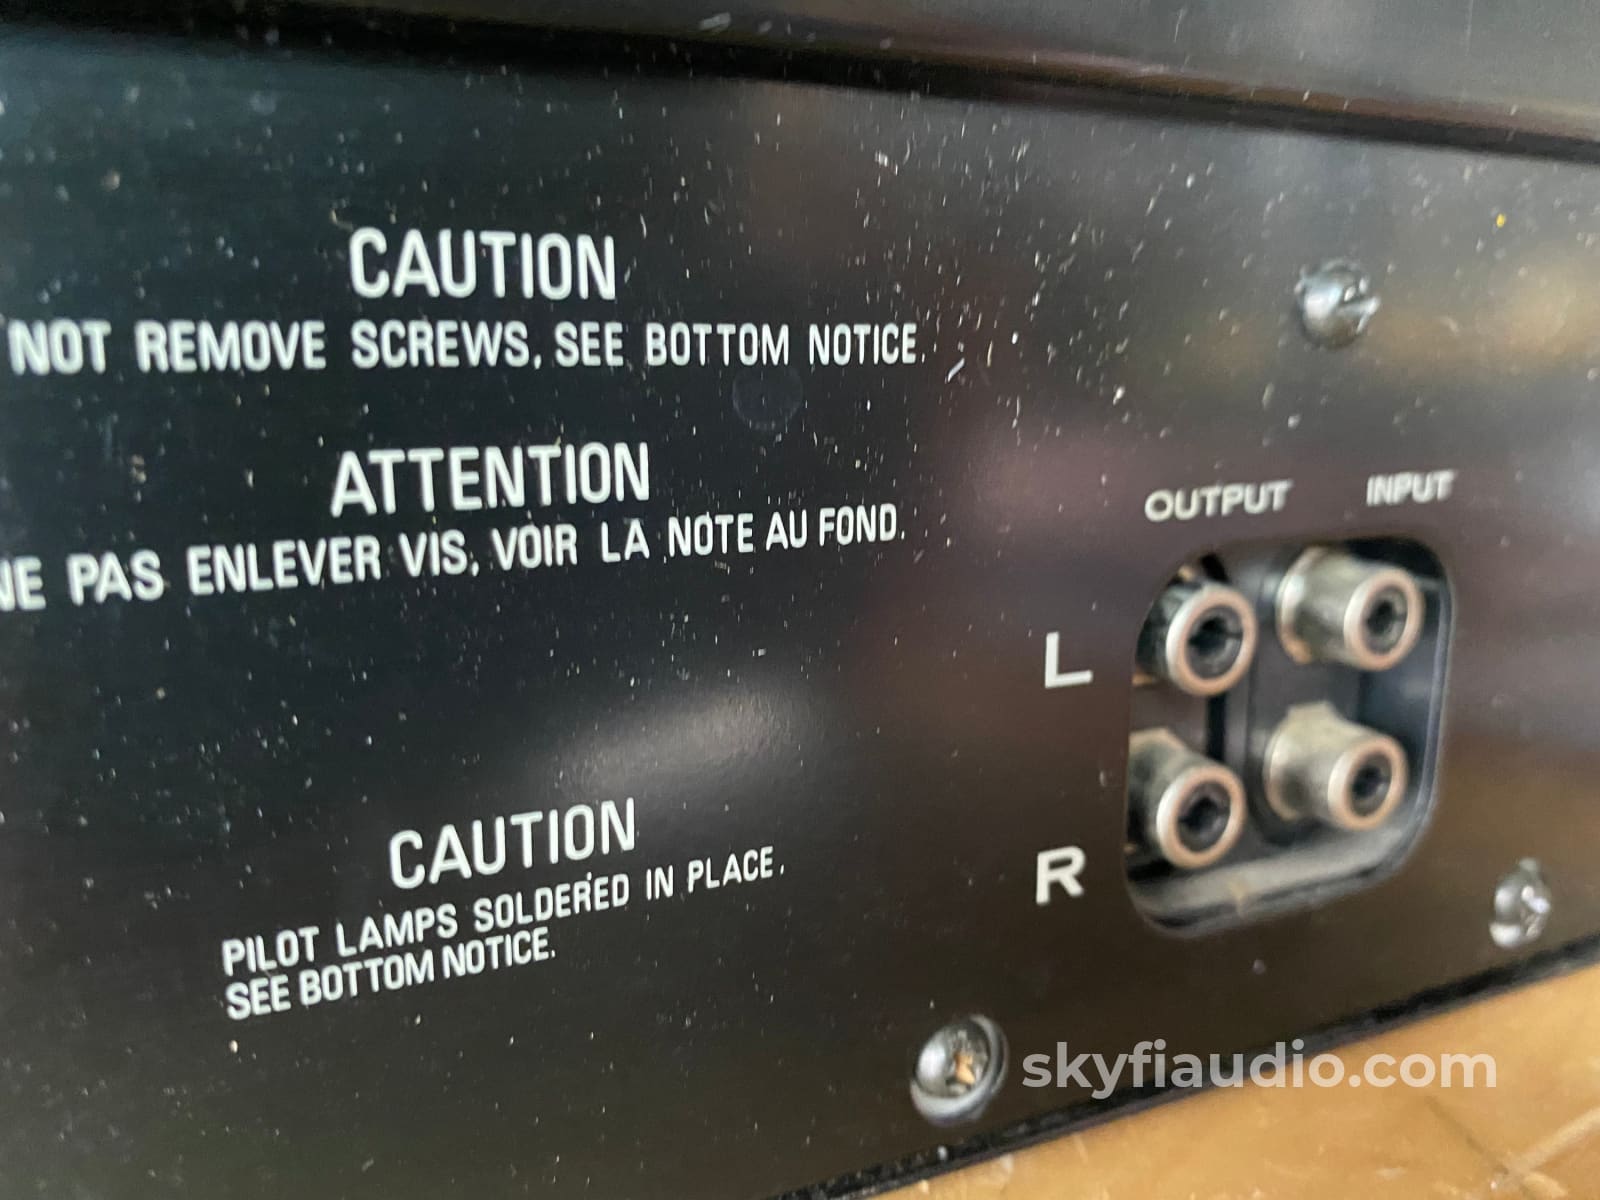 CAUTION
NOT REMOVE SCREWS, SEE BOTTOM NOTICE.
ATTENTION
NE PAS ENLEVER VIS, VOIR LA NOTE AU FOND.
OUTPUT INPUT
L
R
CAUTION
PILOT LAMPS SOLDERED IN PLACE.
SEE BOTTOM NOTICE.
skyfiaudio.com